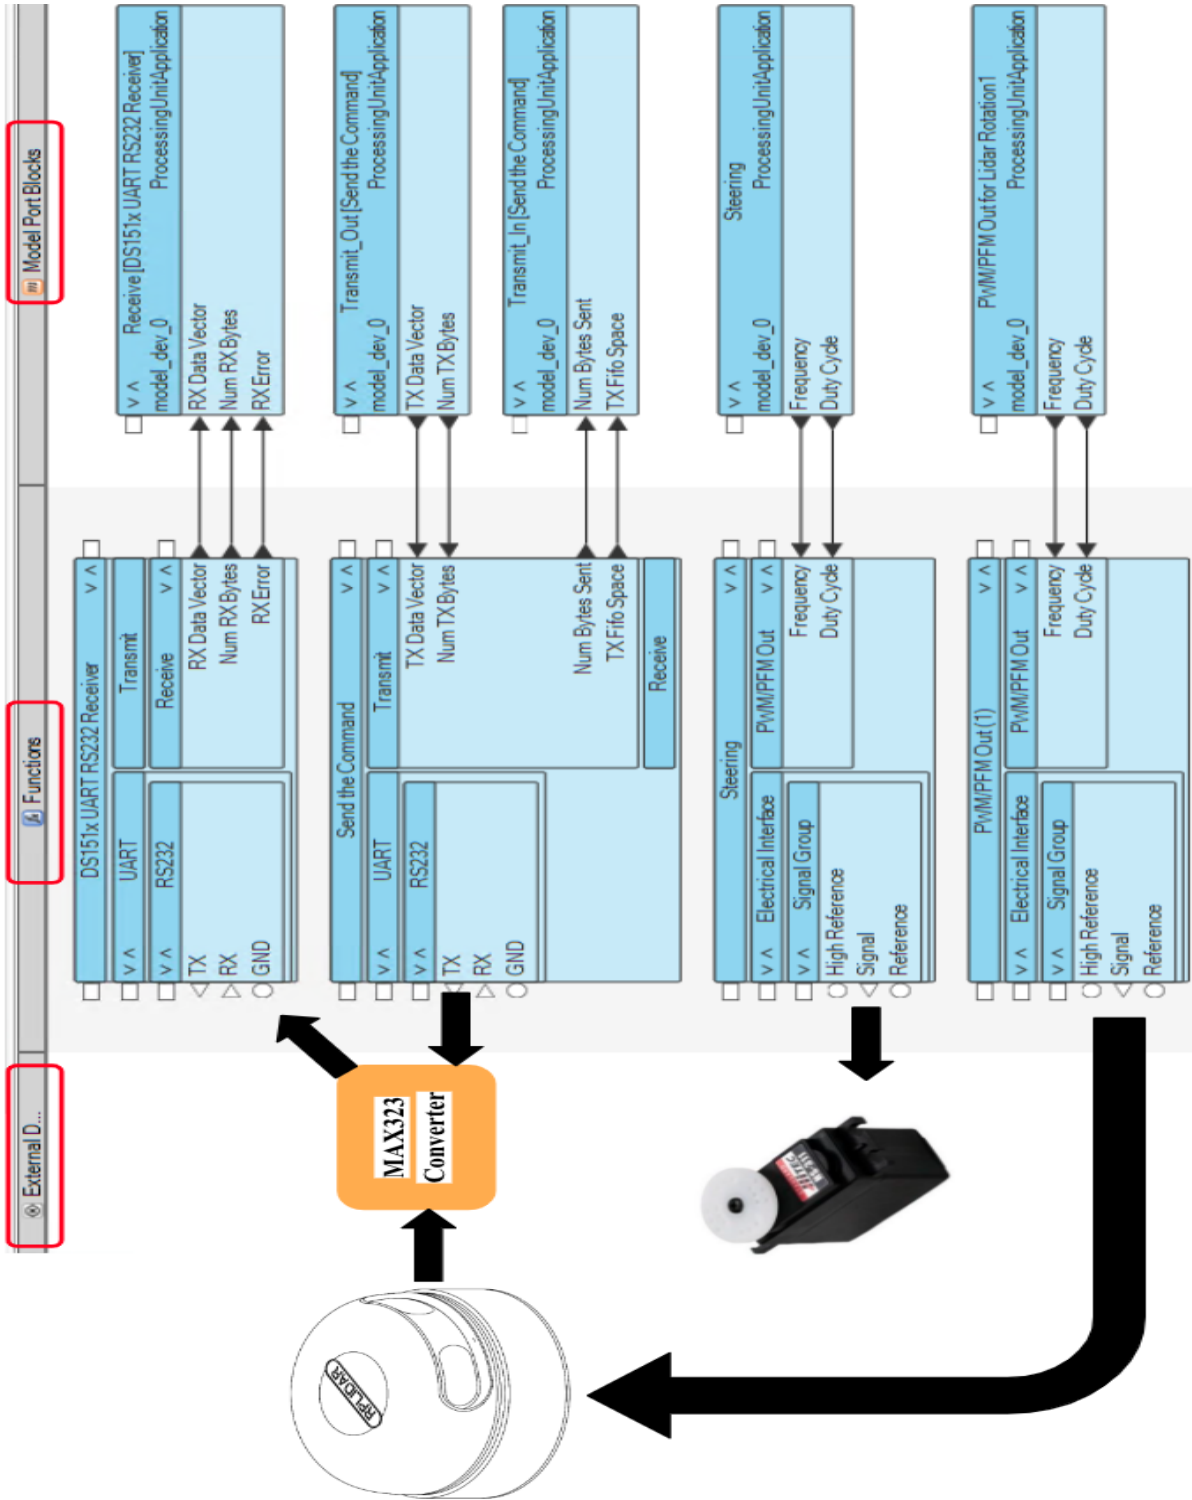 External D...
Functions
Model Port Blocks
DS151x UART RS232 Receiver
UART
Transmit
RS232
Receive
TX
RX
GND
RX Data Vector
Num RX Bytes
RX Error
Receive [DS151x UART RS232 Receiver]
model_dev_0 ProcessingUnitApplication
RX Data Vector
Num RX Bytes
RX Error
Send the Command
UART
Transmit
RS232
TX
RX
GND
TX Data Vector
Num TX Bytes
Num Bytes Sent
TX Fifo Space
Receive
Transmit_Out [Send the Command]
model_dev_0 ProcessingUnitApplication
TX Data Vector
Num TX Bytes
Transmit_In [Send the Command]
model_dev_0 ProcessingUnitApplication
Num Bytes Sent
TX Fifo Space
MAX323
Converter
RPLIDAR
Steering
Electrical Interface
PWM/PFM Out
Signal Group
High Reference
Signal
Reference
Frequency
Duty Cycle
Steering
model_dev_0 ProcessingUnitApplication
Frequency
Duty Cycle
HITEC
HS-311
PWM/PFM Out (1)
Electrical Interface
PWM/PFM Out
Signal Group
High Reference
Signal
Reference
Frequency
Duty Cycle
PWM/PFM Out for Lidar Rotation1
model_dev_0 ProcessingUnitApplication
Frequency
Duty Cycle